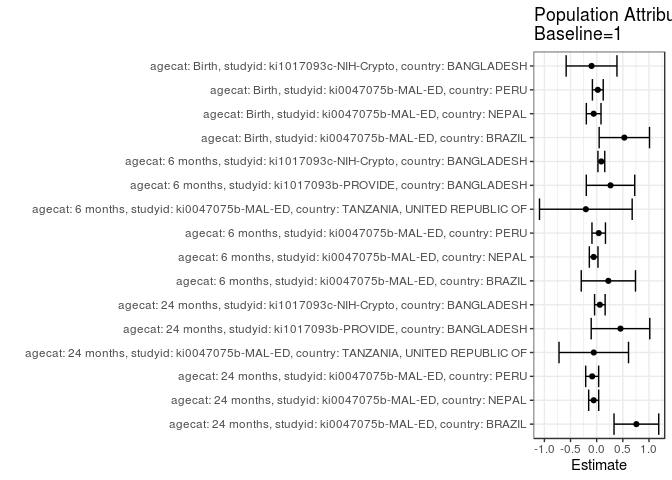 Population Attribu
Baseline=1
agecat: Birth, studyid: ki1017093c-NIH-Crypto, country: BANGLADESH
agecat: Birth, studyid: ki0047075b-MAL-ED, country: PERU
agecat: Birth, studyid: ki0047075b-MAL-ED, country: NEPAL
agecat: Birth, studyid: ki0047075b-MAL-ED, country: BRAZIL
agecat: 6 months, studyid: ki1017093c-NIH-Crypto, country: BANGLADESH
agecat: 6 months, studyid: ki1017093b-PROVIDE, country: BANGLADESH
agecat: 6 months, studyid: ki0047075b-MAL-ED, country: TANZANIA, UNITED REPUBLIC OF
agecat: 6 months, studyid: ki0047075b-MAL-ED, country: PERU
agecat: 6 months, studyid: ki0047075b-MAL-ED, country: NEPAL
agecat: 6 months, studyid: ki0047075b-MAL-ED, country: BRAZIL
agecat: 24 months, studyid: ki1017093c-NIH-Crypto, country: BANGLADESH
agecat: 24 months, studyid: ki1017093b-PROVIDE, country: BANGLADESH
agecat: 24 months, studyid: ki0047075b-MAL-ED, country: TANZANIA, UNITED REPUBLIC OF
agecat: 24 months, studyid: ki0047075b-MAL-ED, country: PERU
agecat: 24 months, studyid: ki0047075b-MAL-ED, country: NEPAL
agecat: 24 months, studyid: ki0047075b-MAL-ED, country: BRAZIL
-1.0 -0.5 0.0 0.5 1.0
Estimate